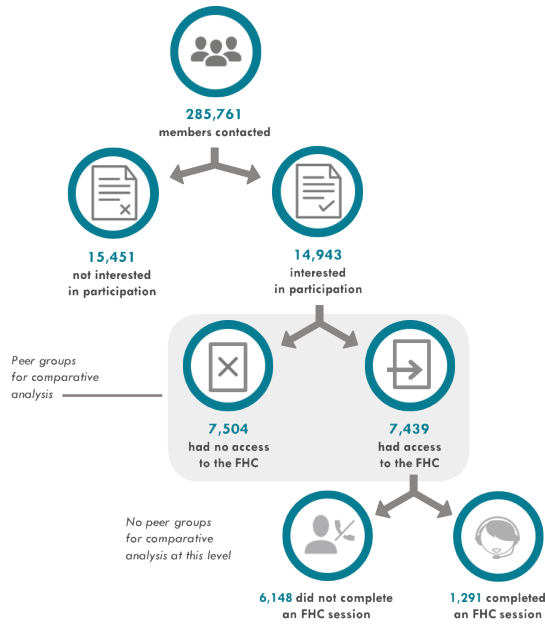 285,761
members contacted
15,451
not interested
in participation
14,943
interested
in participation
Peer groups
for comparative
analysis
7,504
had no access
to the FHC
7,439
had access
to the FHC
No peer groups
for comparative
analysis at this level
6,148 did not complete
an FHC session
1,291 completed
an FHC session